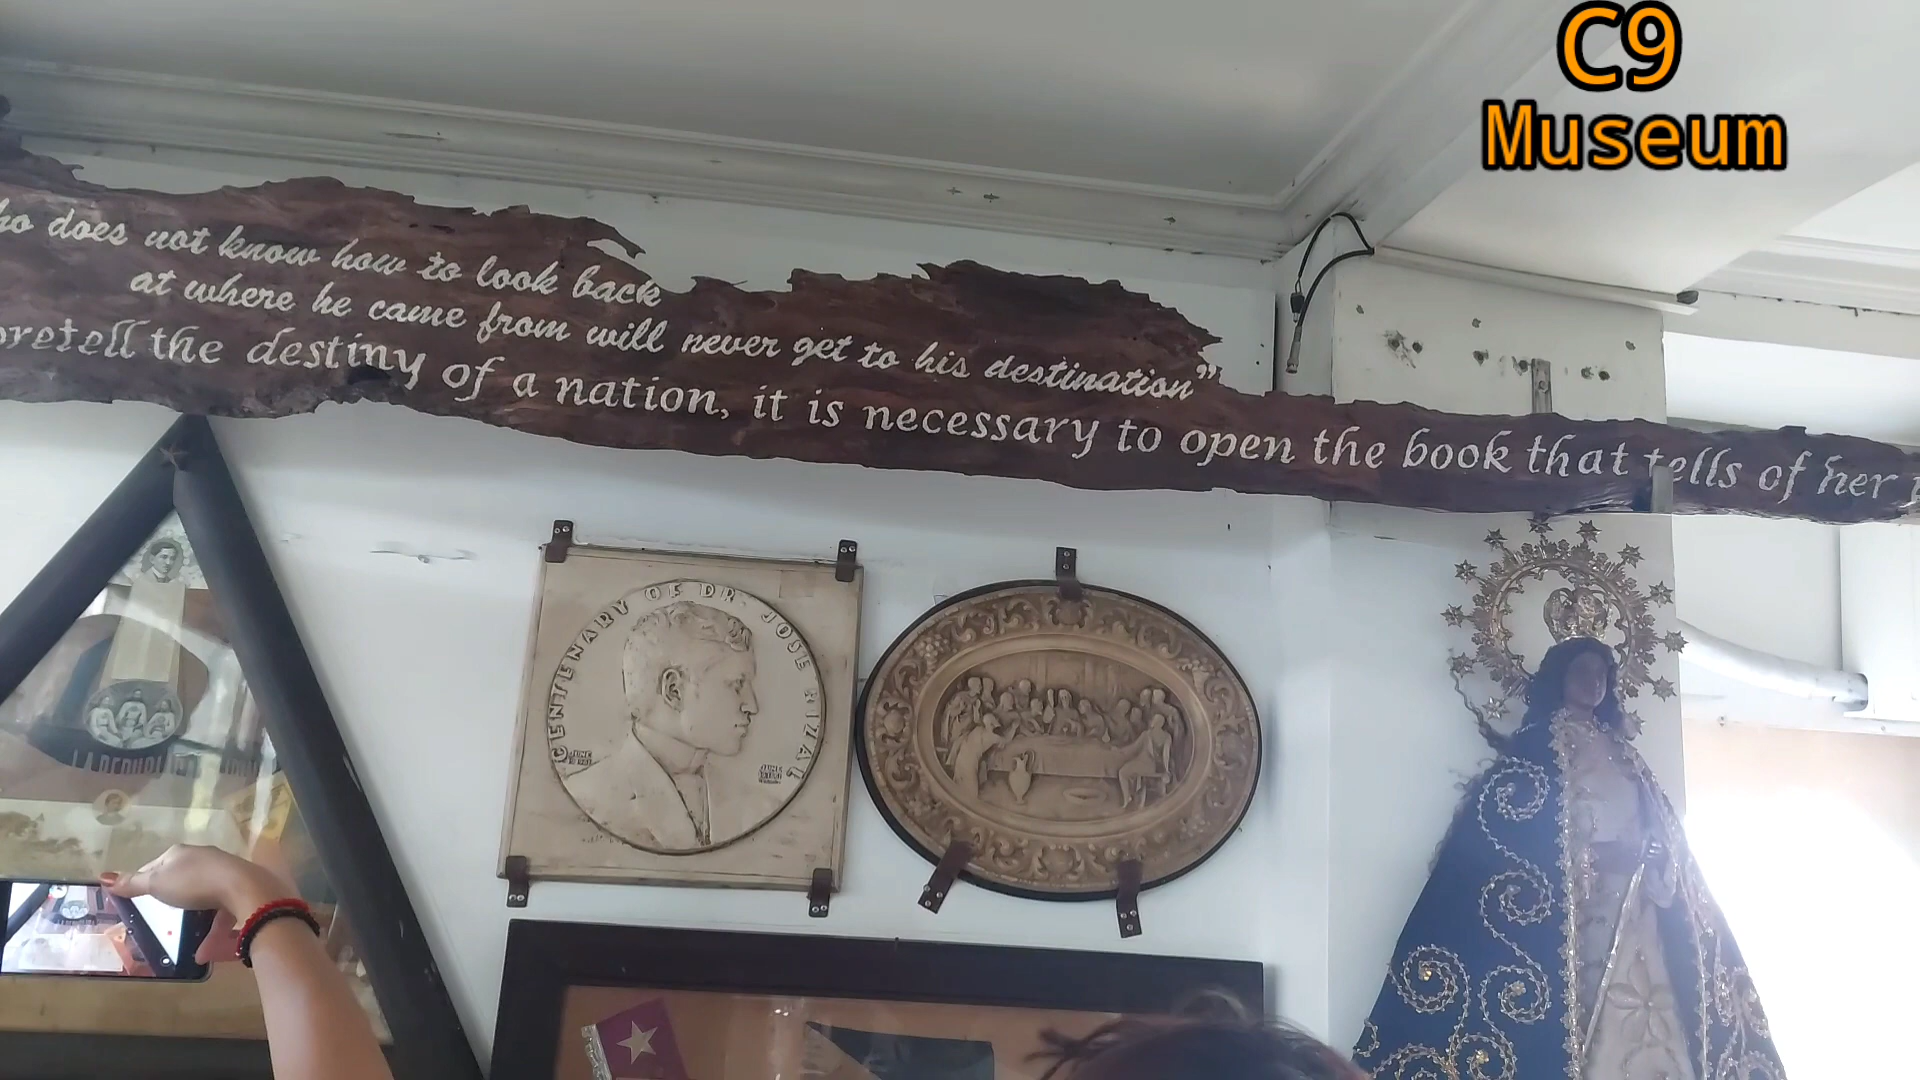 C9
Museum
does not know how to look back
at where he came from will never get to his destination”
the destiny of a nation, it is necessary to open the book that tells of her
CENTENARY OF DR. JOSE RIZAL
JUNE
JUNE